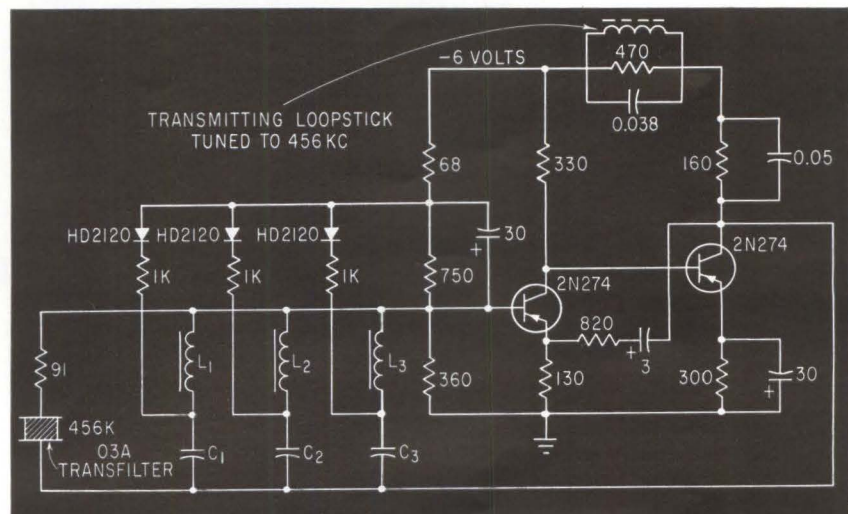 470
-6 VOLTS
TRANSMITTING LOOPSTICK
TUNED TO 456KC
0.038
68
330
160
0.05
HD2120
HD2120
HD2120
30
2N274
1K
1K
1K
750
2N274
820
+
3
+
91
L1
L2
L3
360
130
300
30
+
456K
03A
TRANSFILTER
C1
C2
C3